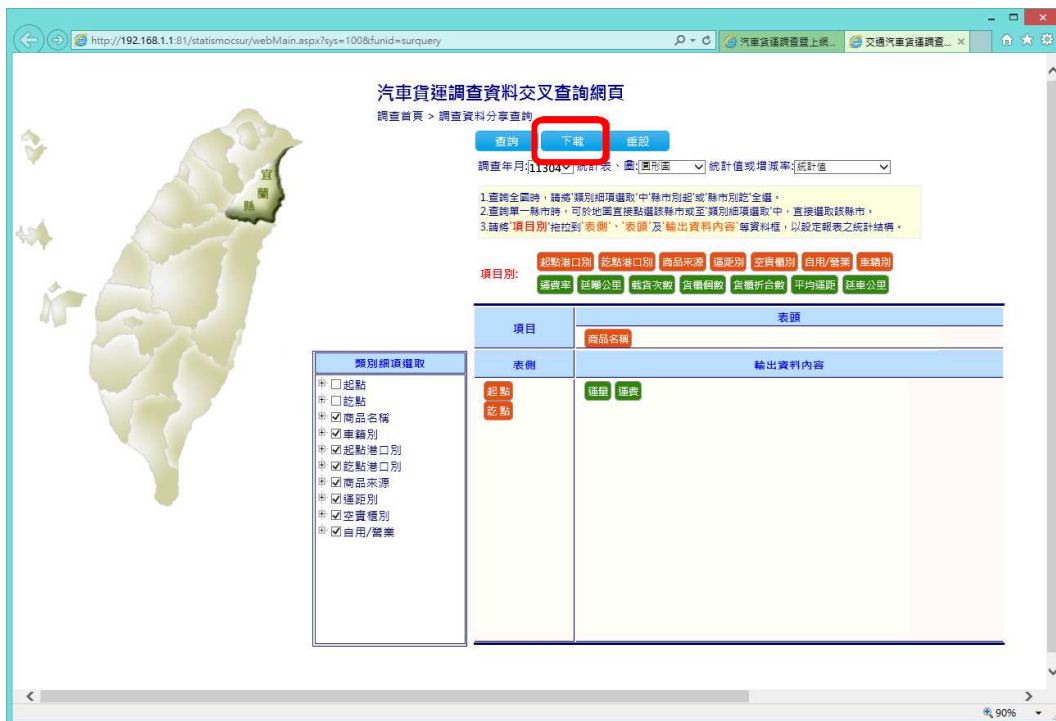 http://192.168.1.1:81/statismocsur/webMain.aspx?sys=100&funid=surquery
汽車貨運調查暨上網...
交通汽車貨運調查...
汽車貨運調查資料交叉查詢網頁
調查首頁 > 調查資料分享查詢
查詢 下載 重設
調查年月:11304 統計表、圖:圓形圖 統計值或增減率:統計值
1.查詢全國時，請將'類別細項選取'中'縣市別起'或'縣市別訖'全選。
2.查詢單一縣市時，可於地圖直接點選該縣市或至'類別細項選取'中，直接選取該縣市。
3.請將'項目別'拖拉到'表側'、'表頭'及'輸出資料內容'等資料框，以設定報表之統計結構。
宜蘭縣
項目別:
起點港口別 訖點港口別 商品來源 運距別 空實櫃別 自用/營業 車種別
運費率 延噸公里 載貨次數 貨櫃個數 貨櫃折合數 平均運距 延車公里
項目
表頭
商品名稱
類別細項選取
表側
輸出資料內容
起點
訖點
商品名稱
車種別
起點港口別
訖點港口別
商品來源
運距別
空實櫃別
自用/營業
起點
訖點
運量 運費
90%